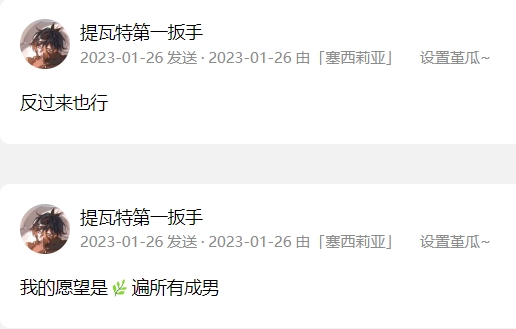 提瓦特第一扳手
2023-01-26 发送 · 2023-01-26 由「塞西莉亚」 设置堇瓜~
反过来也行
提瓦特第一扳手
2023-01-26 发送 · 2023-01-26 由「塞西莉亚」 设置堇瓜~
我的愿望是🌿遍所有成男